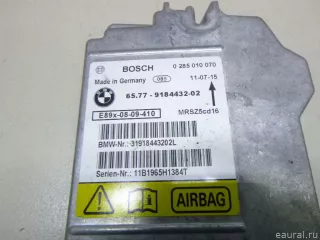 BOSCH 0 285 010 070
Made in Germany 085 11-07-15
65.77 - 9184432-02
E89x-08-09-410 MRSZ5cd16
BMW-Nr.: 31918443202L
Serien-Nr.: 11B1965H1384T
AIRBAG
eaural.ru